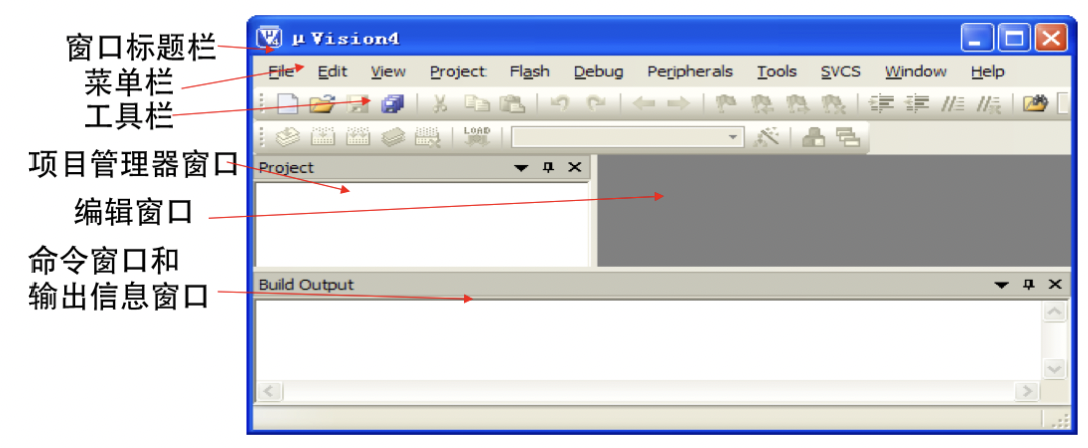 窗口标题栏
菜单栏
工具栏
项目管理器窗口
编辑窗口
命令窗口和
输出信息窗口
μ Vision4
File Edit View Project Flash Debug Peripherals Tools SVCS Window Help
LOAD
Project
Build Output